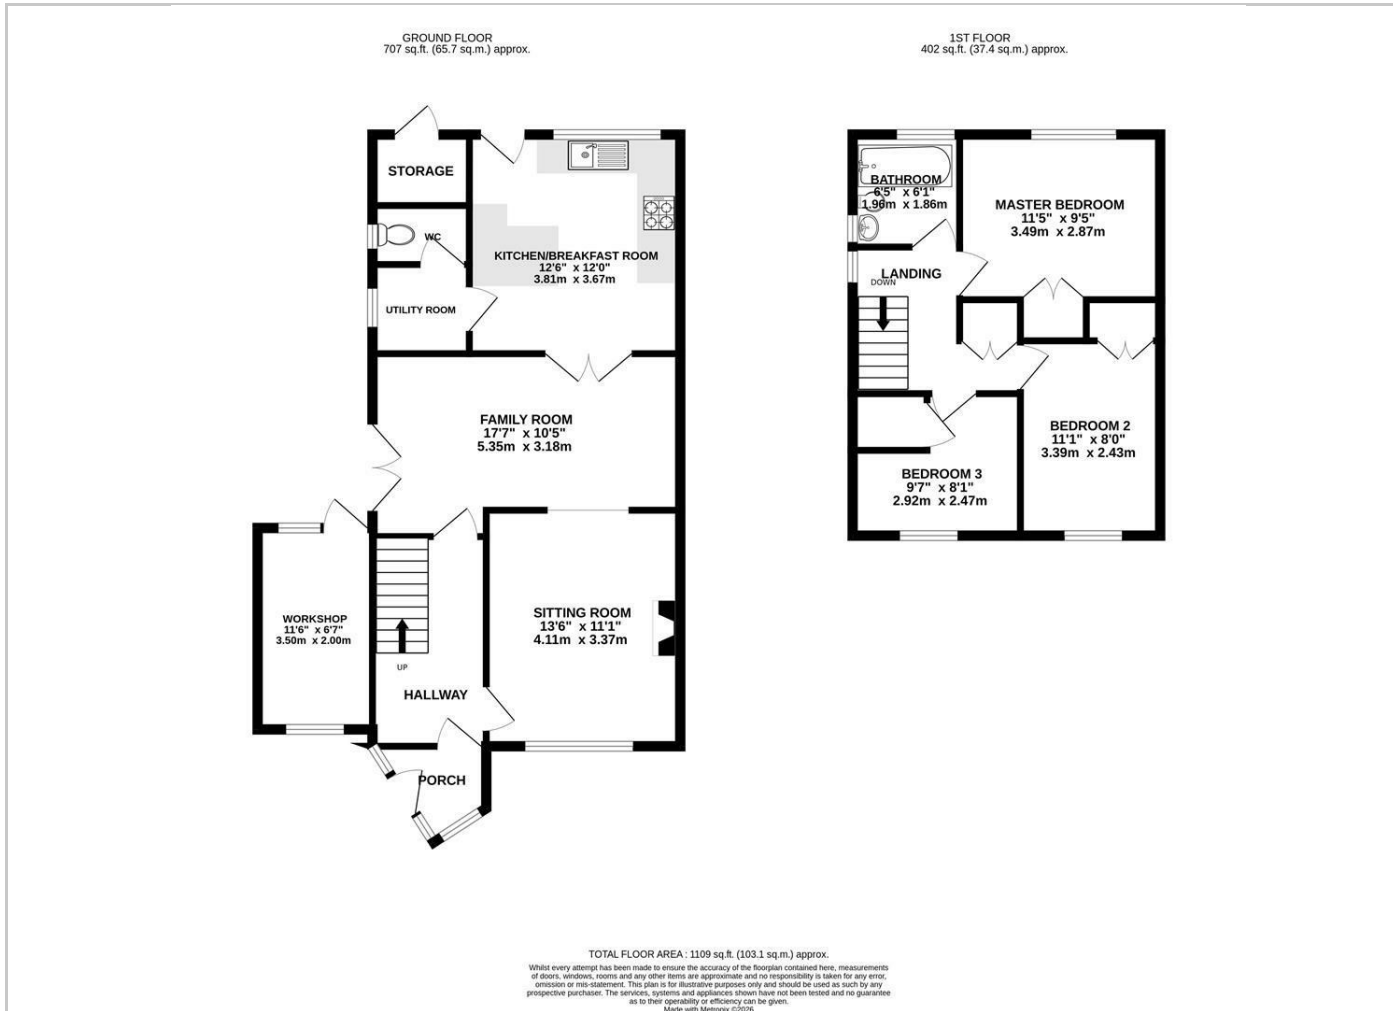 GROUND FLOOR
707 sq.ft. (65.7 sq.m.) approx.
1ST FLOOR
402 sq.ft. (37.4 sq.m.) approx.
STORAGE
WC
UTILITY ROOM
KITCHEN/BREAKFAST ROOM
12'6" x 12'0"
3.81m x 3.67m
FAMILY ROOM
17'7" x 10'5"
5.35m x 3.18m
WORKSHOP
11'6" x 6'7"
3.50m x 2.00m
UP
HALLWAY
SITTING ROOM
13'6" x 11'1"
4.11m x 3.37m
PORCH
BATHROOM
6'5" x 6'1"
1.96m x 1.86m
MASTER BEDROOM
11'5" x 9'5"
3.49m x 2.87m
LANDING
DOWN
BEDROOM 2
11'1" x 8'0"
3.39m x 2.43m
BEDROOM 3
9'7" x 8'1"
2.92m x 2.47m
TOTAL FLOOR AREA : 1109 sq.ft. (103.1 sq.m.) approx.
Whilst every attempt has been made to ensure the accuracy of the floorplan contained here, measurements
of doors, windows, rooms and any other items are approximate and no responsibility is taken for any error,
omission or mis-statement. This plan is for illustrative purposes only and should be used as such by any
prospective purchaser. The services, systems and appliances shown have not been tested and no guarantee
as to their operability or efficiency can be given.
Made with Metropix ©2026